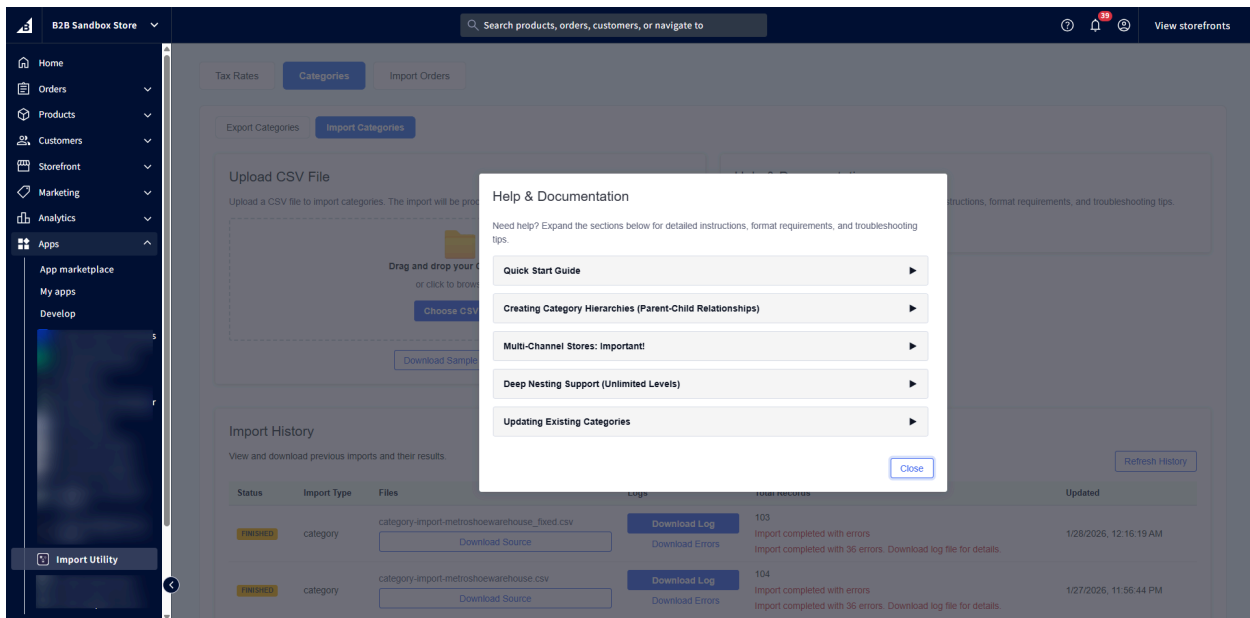 B2B Sandbox Store
Search products, orders, customers, or navigate to
39
View storefronts
Home
Orders
Products
Customers
Storefront
Marketing
Analytics
Apps
App marketplace
My apps
Develop
s
r
Import Utility
Tax Rates
Categories
Import Orders
Export Categories
Import Categories
Upload CSV File
Upload a CSV file to import categories. The import will be
Drag and drop your
or click to
Choose CSV
Download Sample
structions, format requirements, and troubleshooting tips.
Help & Documentation
Need help? Expand the sections below for detailed instructions, format requirements, and troubleshooting
tips.
Quick Start Guide
Creating Category Hierarchies (Parent-Child Relationships)
Multi-Channel Stores: Important!
Deep Nesting Support (Unlimited Levels)
Updating Existing Categories
Close
Import History
View and download previous imports and their results.
Refresh History
Status Import Type Files Logs Total Records Updated
FINISHED category category-import-metroshoewarehouse_fixed.csv Download Log 103 1/28/2026, 12:16:19 AM
Download Source Download Errors Import completed with errors
Import completed with 36 errors. Download log file for details.
FINISHED category category-import-metroshoewarehouse.csv Download Log 104 1/27/2026, 11:56:44 PM
Download Source Download Errors Import completed with errors
Import completed with 36 errors. Download log file for details.